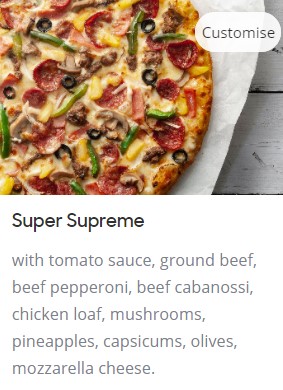 Customise
Super Supreme
with tomato sauce, ground beef,
beef pepperoni, beef cabanossi,
chicken loaf, mushrooms,
pineapples, capsicums, olives,
mozzarella cheese.